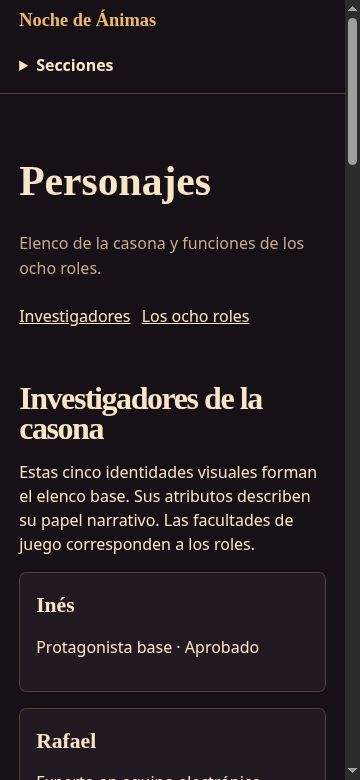 Noche de Ánimas
Secciones
Personajes
Elenco de la casona y funciones de los
ocho roles.
Investigadores Los ocho roles
Investigadores de la
casona
Estas cinco identidades visuales forman
el elenco base. Sus atributos describen
su papel narrativo. Las facultades de
juego corresponden a los roles.
Inés
Protagonista base · Aprobado
Rafael